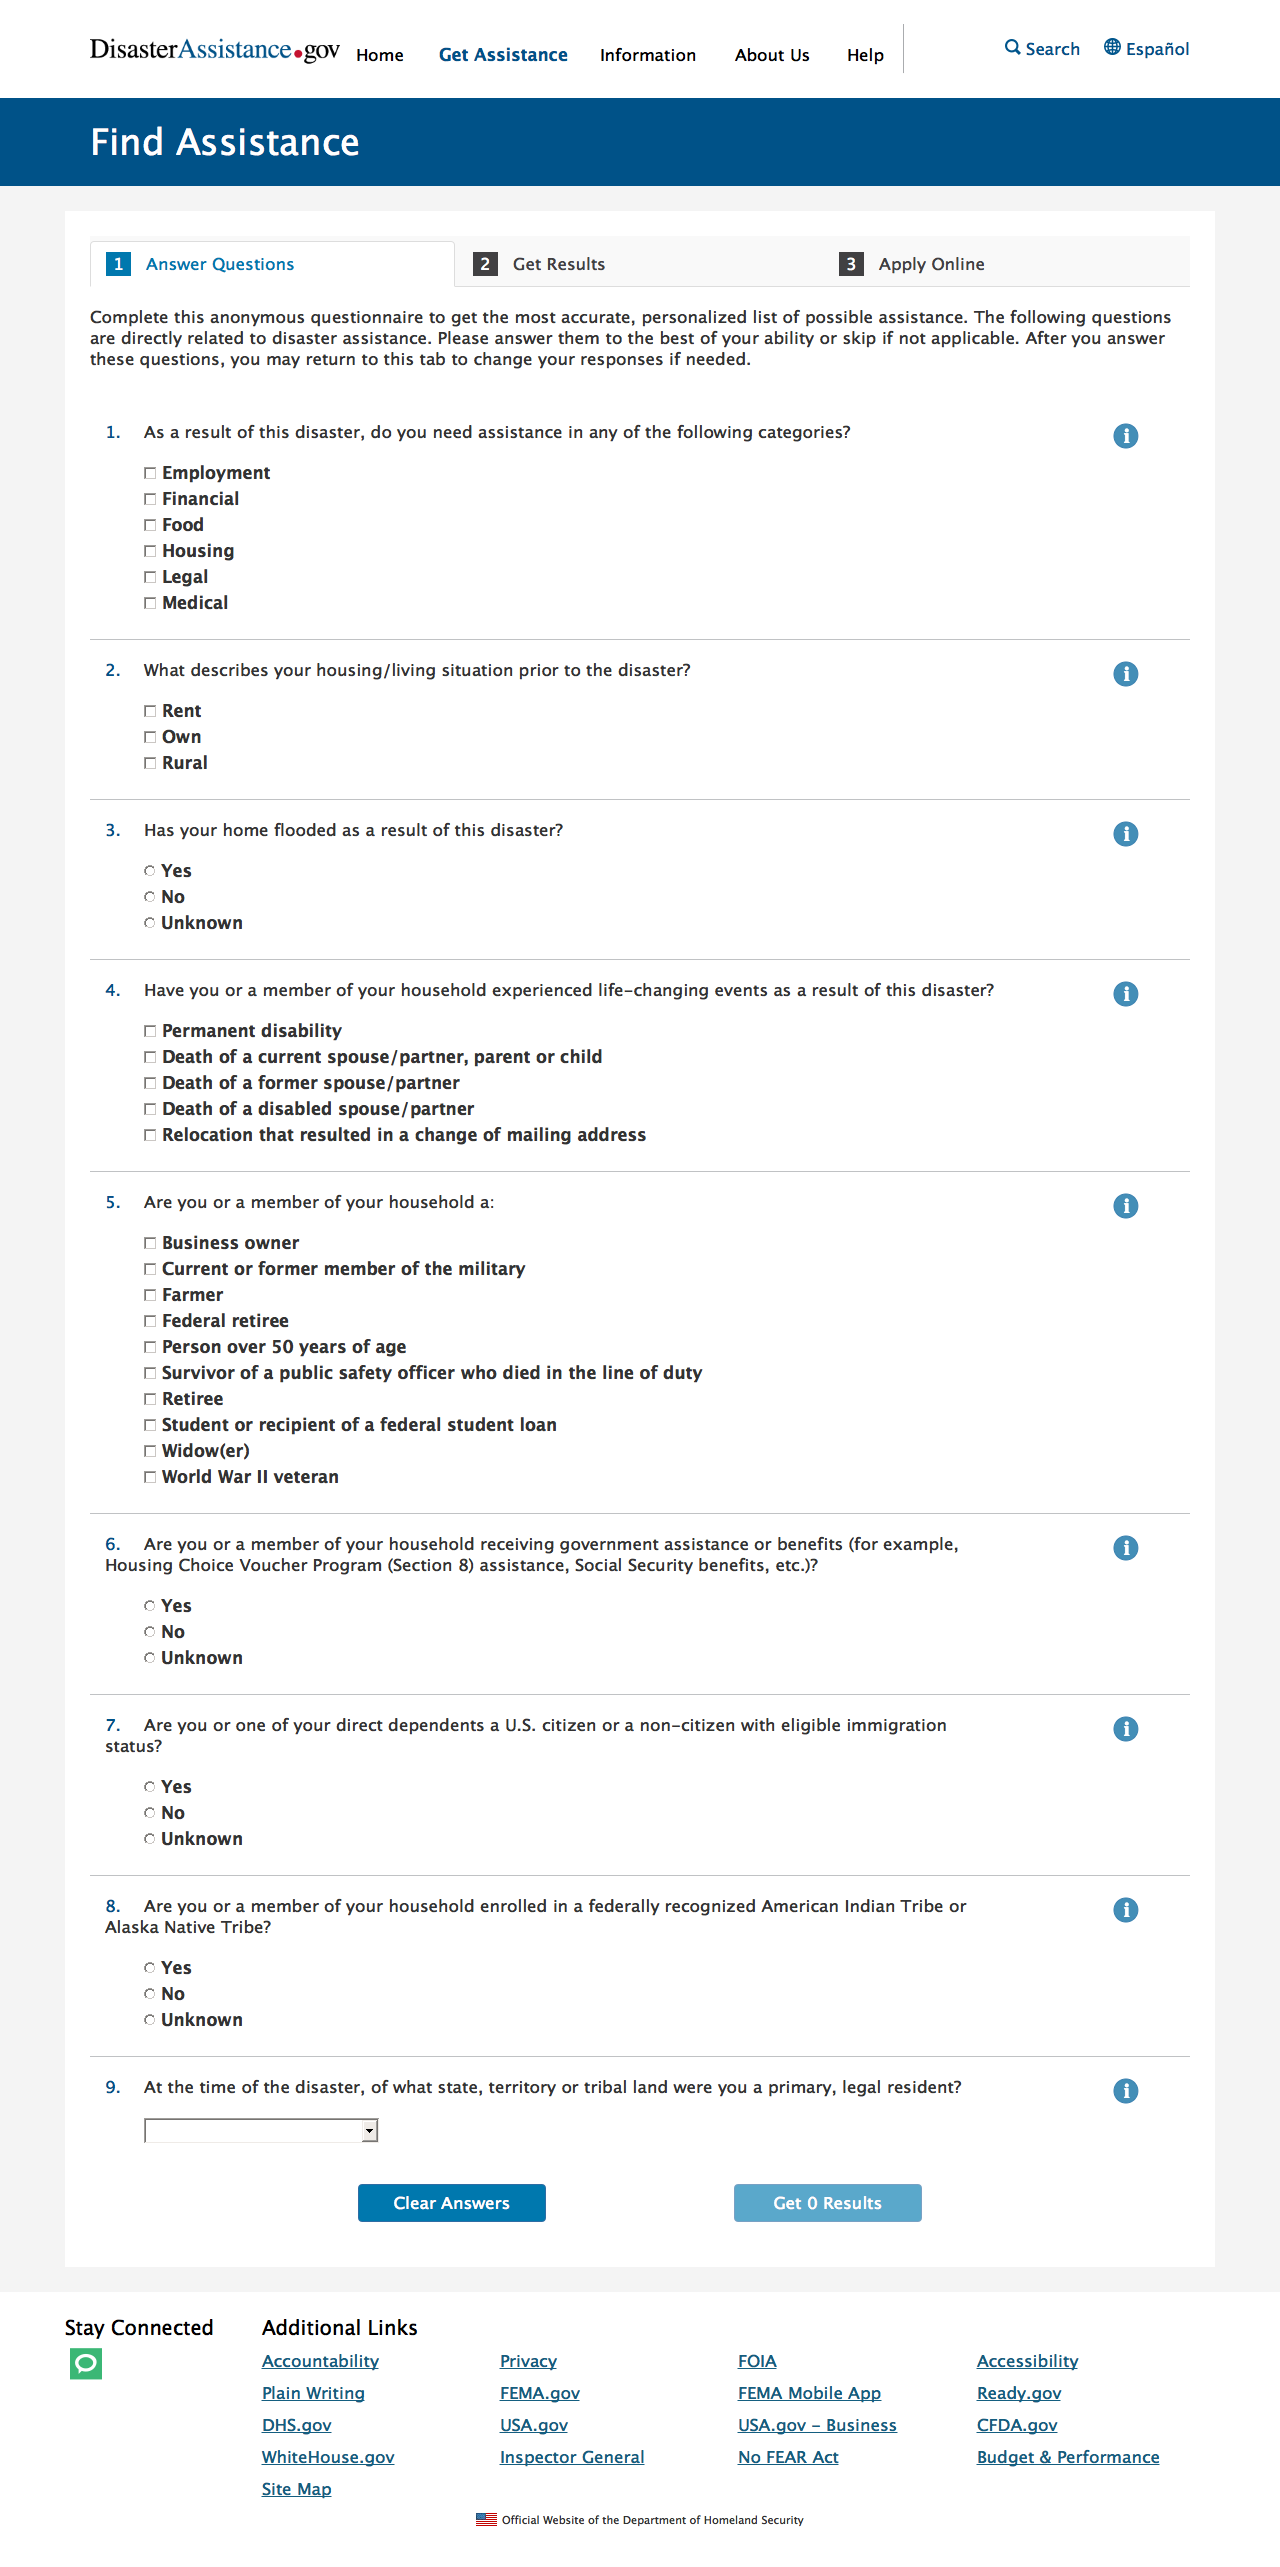 DisasterAssistance.gov Home Get Assistance Information About Us Help Search Español
Find Assistance
1 Answer Questions 2 Get Results 3 Apply Online
Complete this anonymous questionnaire to get the most accurate, personalized list of possible assistance. The following questions
are directly related to disaster assistance. Please answer them to the best of your ability or skip if not applicable. After you answer
these questions, you may return to this tab to change your responses if needed.
1. As a result of this disaster, do you need assistance in any of the following categories?
Employment
Financial
Food
Housing
Legal
Medical
2. What describes your housing/living situation prior to the disaster?
Rent
Own
Rural
3. Has your home flooded as a result of this disaster?
Yes
No
Unknown
4. Have you or a member of your household experienced life-changing events as a result of this disaster?
Permanent disability
Death of a current spouse/partner, parent or child
Death of a former spouse/partner
Death of a disabled spouse/partner
Relocation that resulted in a change of mailing address
5. Are you or a member of your household a:
Business owner
Current or former member of the military
Farmer
Federal retiree
Person over 50 years of age
Survivor of a public safety officer who died in the line of duty
Retiree
Student or recipient of a federal student loan
Widow(er)
World War II veteran
6. Are you or a member of your household receiving government assistance or benefits (for example,
Housing Choice Voucher Program (Section 8) assistance, Social Security benefits, etc.)?
Yes
No
Unknown
7. Are you or one of your direct dependents a U.S. citizen or a non-citizen with eligible immigration
status?
Yes
No
Unknown
8. Are you or a member of your household enrolled in a federally recognized American Indian Tribe or
Alaska Native Tribe?
Yes
No
Unknown
9. At the time of the disaster, of what state, territory or tribal land were you a primary, legal resident?
Clear Answers Get 0 Results
Stay Connected Additional Links
Accountability Privacy FOIA Accessibility
Plain Writing FEMA.gov FEMA Mobile App Ready.gov
DHS.gov USA.gov USA.gov - Business CFDA.gov
WhiteHouse.gov Inspector General No FEAR Act Budget & Performance
Site Map
Official Website of the Department of Homeland Security